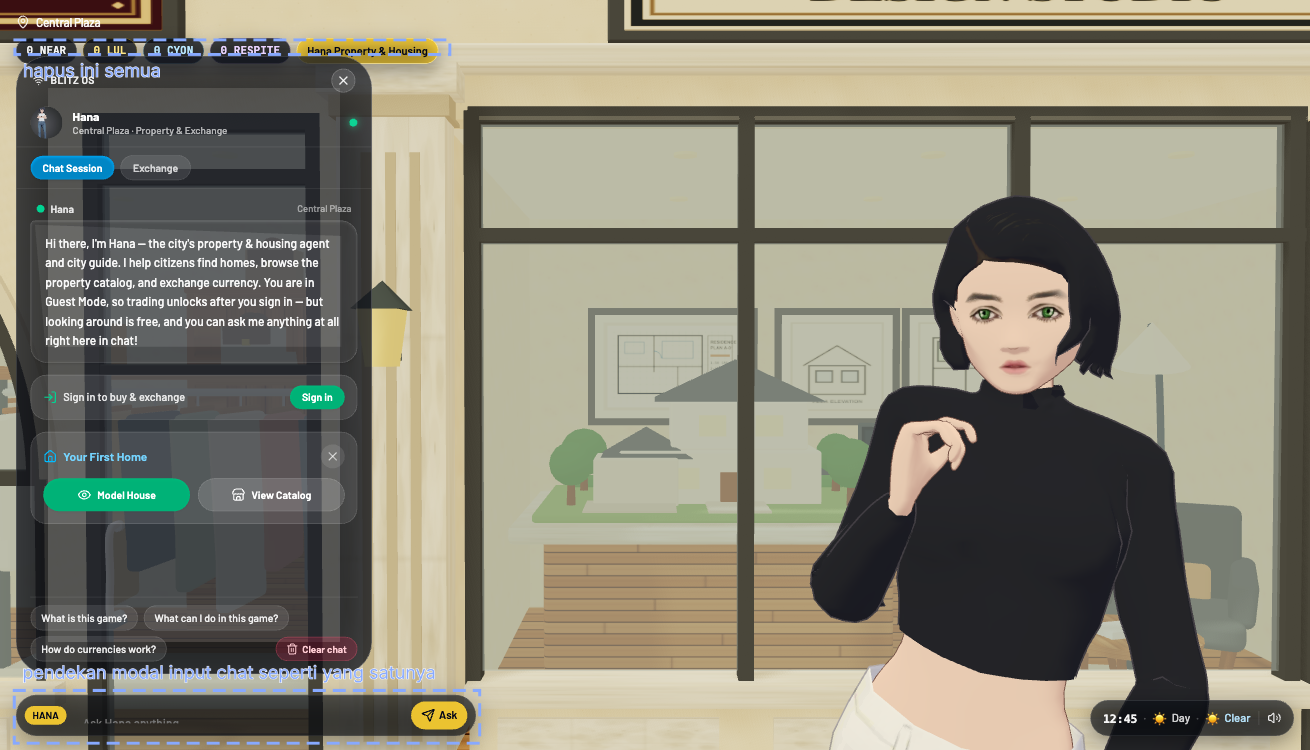 Central Plaza
0 NEAR 0 LUL 0 CYON 0 RESPITE Hana Property & Housing
hapus ini semua
BLITZ OS
Hana
Central Plaza · Property & Exchange
Chat Session Exchange
Hana Central Plaza
Hi there, I'm Hana — the city's property & housing agent
and city guide. I help citizens find homes, browse the
property catalog, and exchange currency. You are in
Guest Mode, so trading unlocks after you sign in — but
looking around is free, and you can ask me anything at all
right here in chat!
Sign in to buy & exchange Sign in
Your First Home
Model House View Catalog
What is this game? What can I do in this game?
How do currencies work? Clear chat
pendekan modal input chat seperti yang satunya
HANA Ask Hana anything Ask
12:45 · Day · Clear